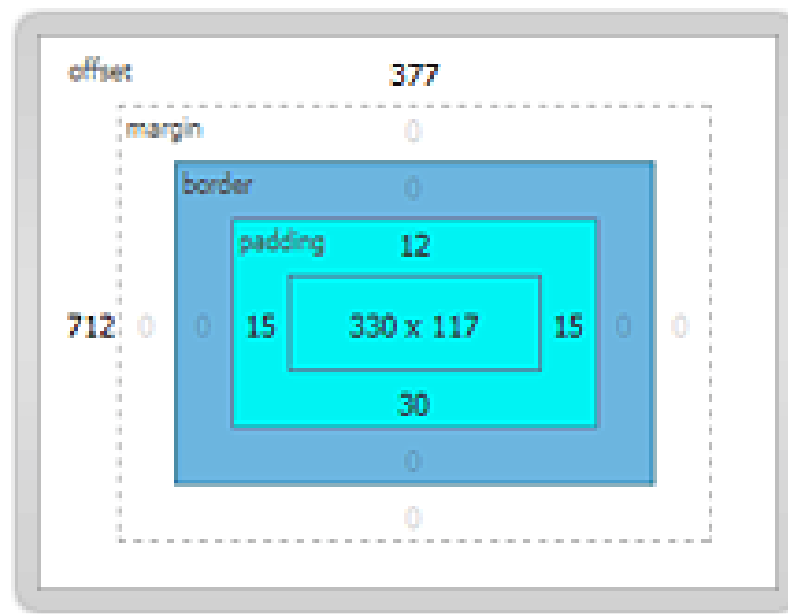 offset 377
margin 0
border 0
padding 12
712 0 0 15 330 x 117 15 0 0
30
0
0